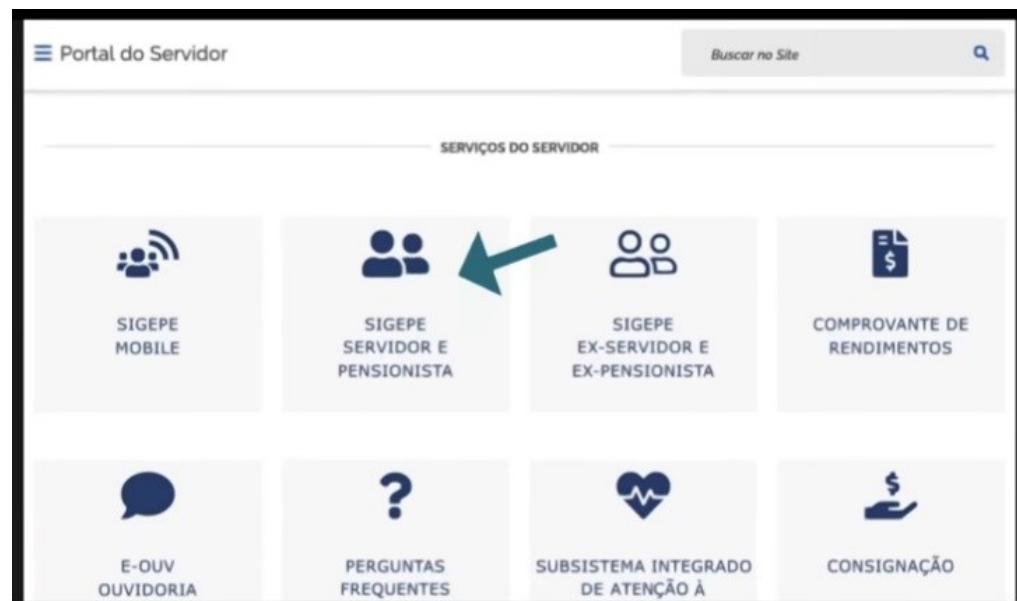 Portal do Servidor
Buscar no Site
SERVIÇOS DO SERVIDOR
SIGEPE
MOBILE
SIGEPE
SERVIDOR E
PENSIONISTA
SIGEPE
EX-SERVIDOR E
EX-PENSIONISTA
COMPROVANTE DE
RENDIMENTOS
E-OUV
OUVIDORIA
PERGUNTAS
FREQUENTES
SUBSISTEMA INTEGRADO
DE ATENÇÃO À
CONSIGNAÇÃO